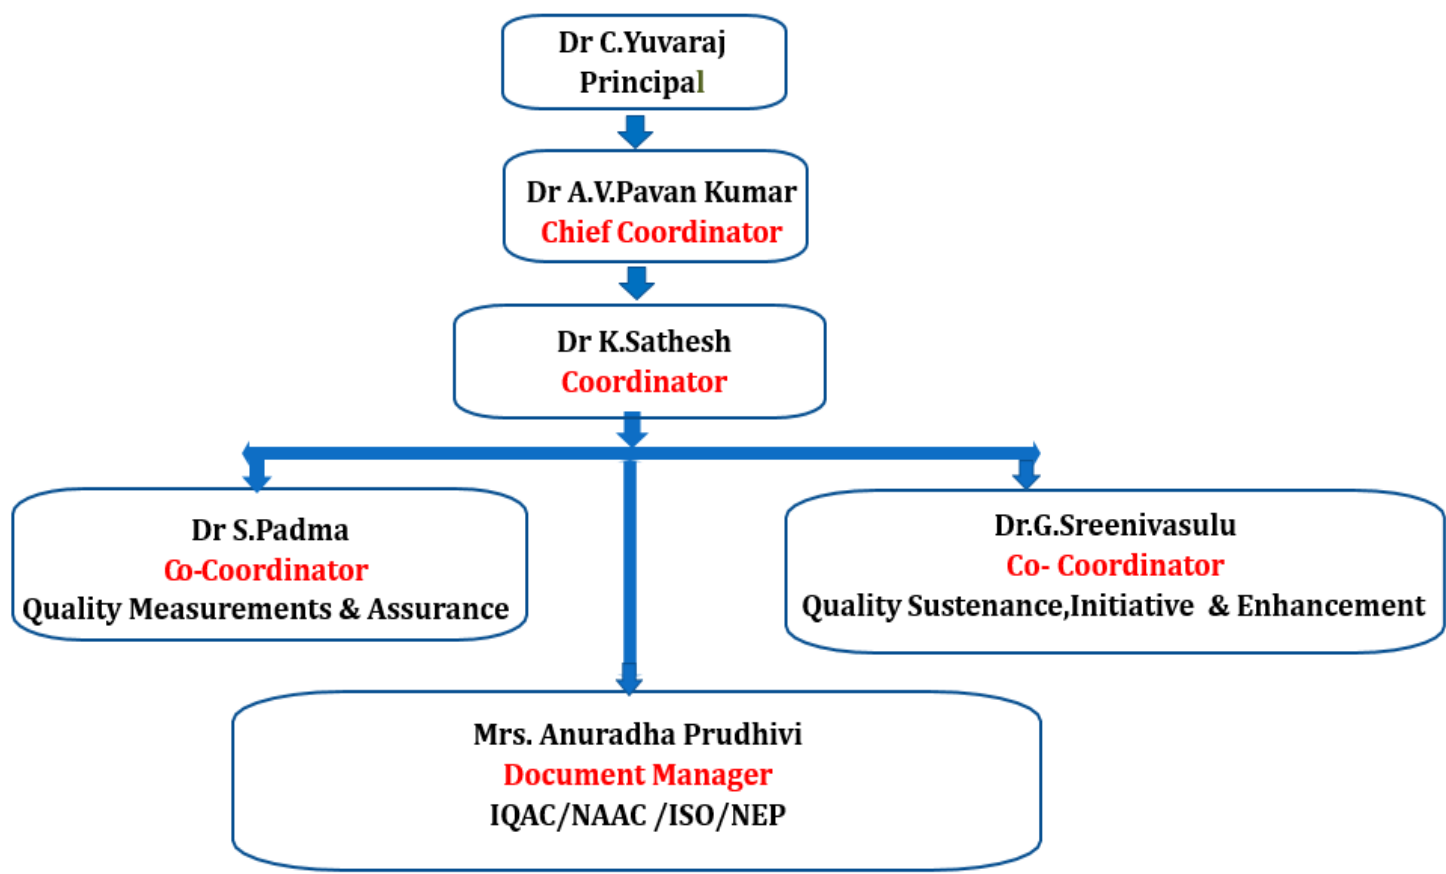 Dr C.Yuvaraj
Principal
Dr A.V.Pavan Kumar
Chief Coordinator
Dr K.Sathesh
Coordinator
Dr S.Padma
Co-Coordinator
Quality Measurements & Assurance
Dr.G.Sreenivasulu
Co- Coordinator
Quality Sustenance,Initiative & Enhancement
Mrs. Anuradha Prudhivi
Document Manager
IQAC/NAAC /ISO/NEP